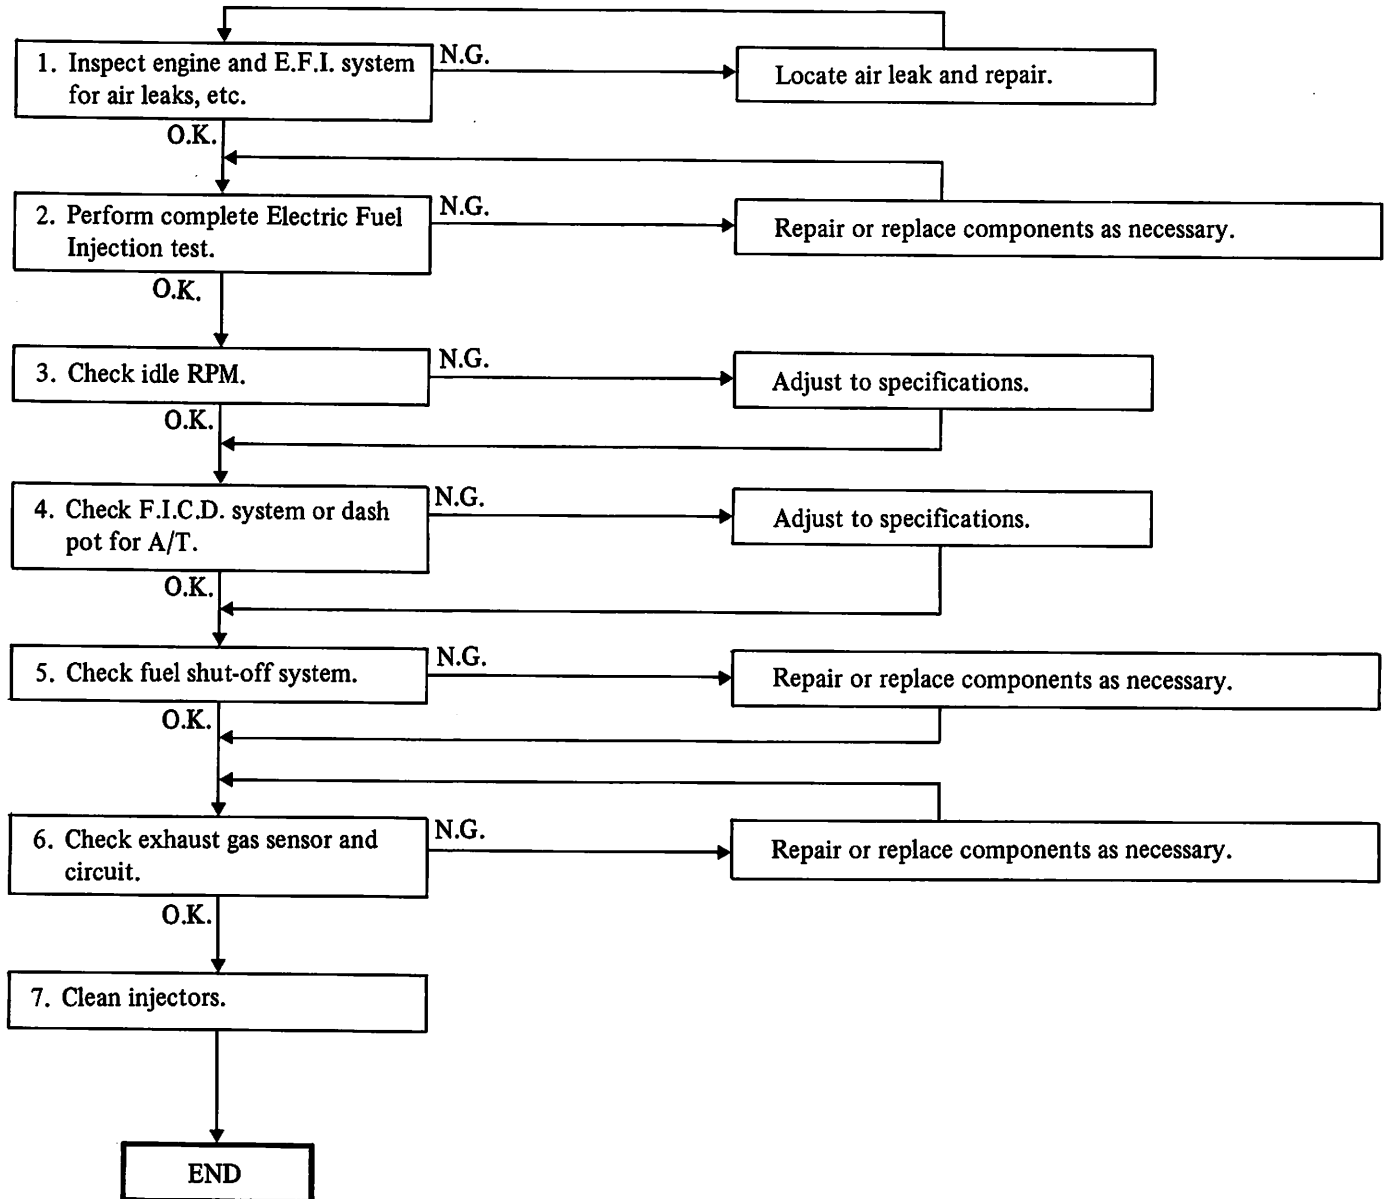 1. Inspect engine and E.F.I. system
for air leaks, etc.
N.G.
Locate air leak and repair.
O.K.
2. Perform complete Electric Fuel
Injection test.
N.G.
Repair or replace components as necessary.
O.K.
3. Check idle RPM.
N.G.
Adjust to specifications.
O.K.
4. Check F.I.C.D. system or dash
pot for A/T.
N.G.
Adjust to specifications.
O.K.
5. Check fuel shut-off system.
N.G.
Repair or replace components as necessary.
O.K.
6. Check exhaust gas sensor and
circuit.
N.G.
Repair or replace components as necessary.
O.K.
7. Clean injectors.
END